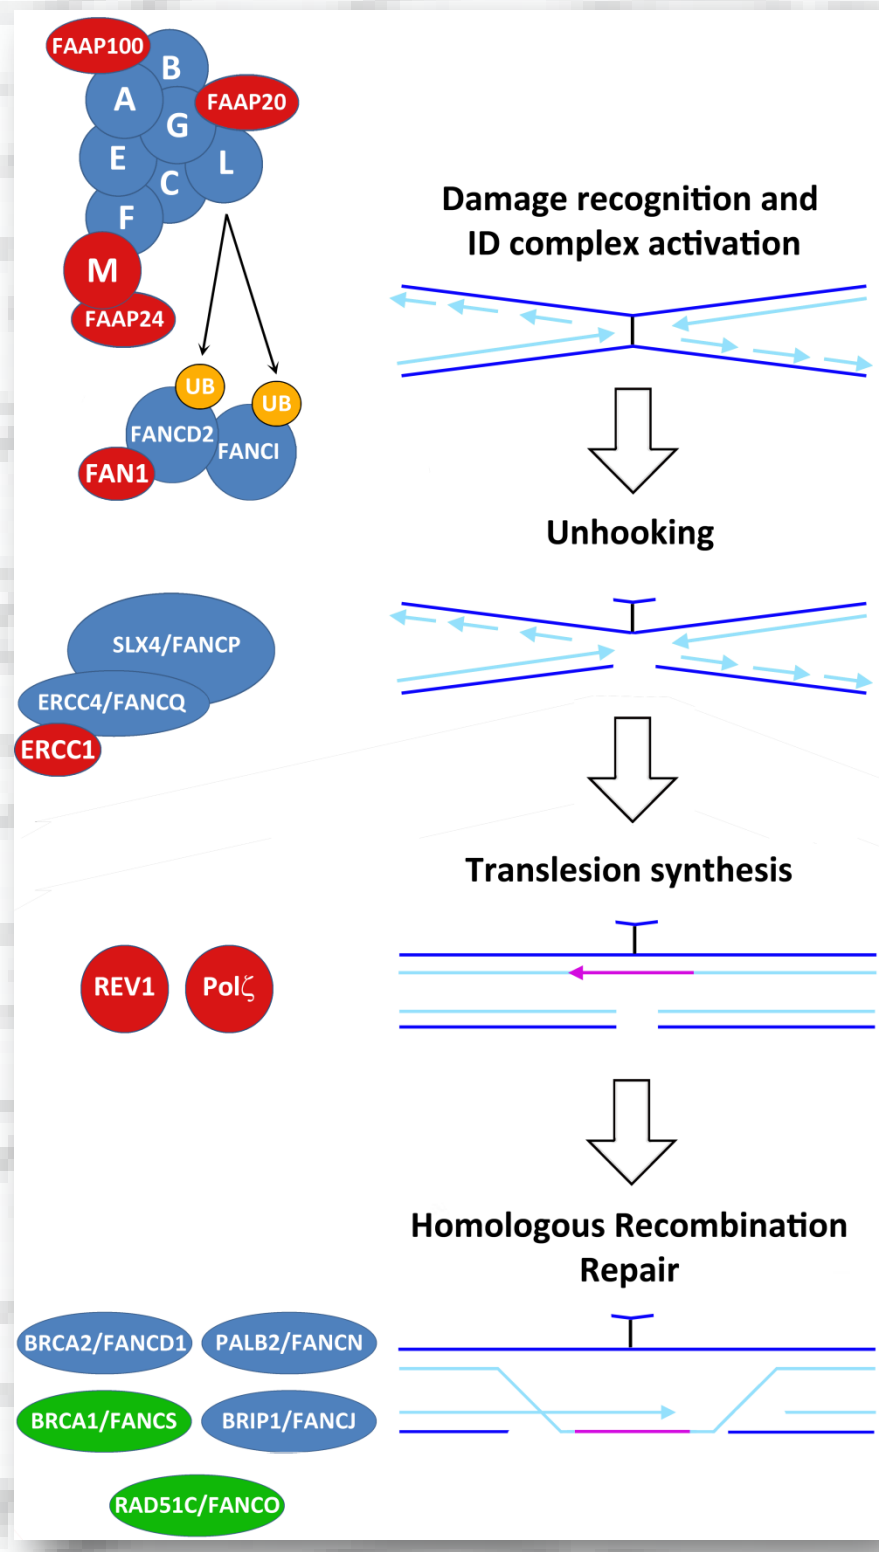 FAAP100
B
A
FAAP20
G
E
L
C
F
M
FAAP24
Damage recognition and
ID complex activation
UB
UB
FANCD2
FANCI
FAN1
Unhooking
SLX4/FANCP
ERCC4/FANCQ
ERCC1
Translesion synthesis
REV1
Polζ
Homologous Recombination
Repair
BRCA2/FANCD1
PALB2/FANCN
BRCA1/FANCS
BRIP1/FANCJ
RAD51C/FANCO